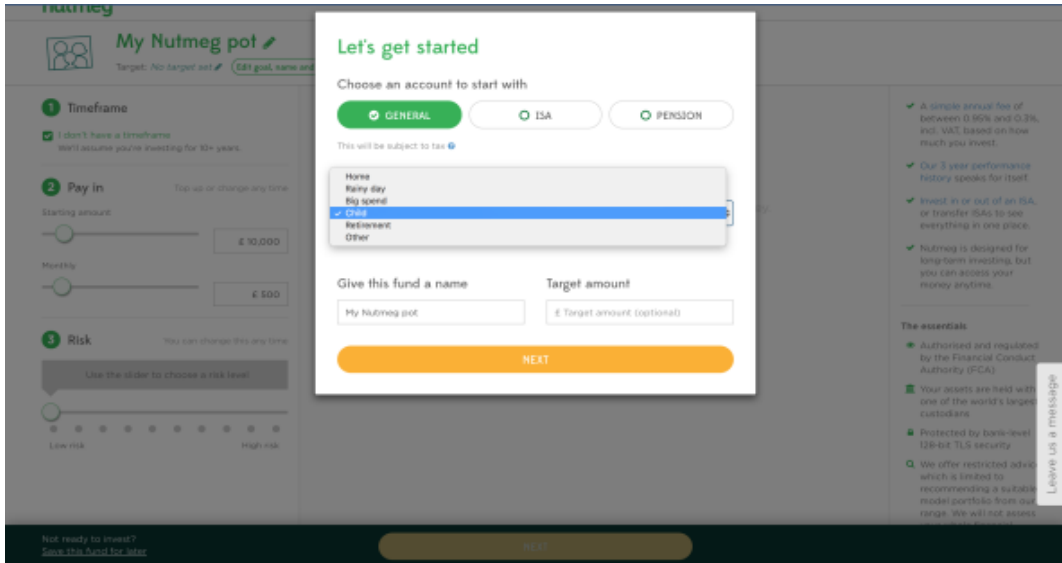 nutmeg
My Nutmeg pot
Target: No target set
Edit goal, name and
1 Timeframe
I don't have a timeframe
We'll assume you're investing for 10+ years.
2 Pay in
Top up or change any time
Starting amount
£ 10,000
Monthly
£ 500
3 Risk
You can change this any time
Use the slider to choose a risk level
Low risk
High risk
Not ready to invest?
Save this fund for later
NEXT
Let's get started
Choose an account to start with
GENERAL
ISA
PENSION
This will be subject to tax
Home
Rainy day
Big spend
Child
Retirement
Other
Give this fund a name
Target amount
My Nutmeg pot
£ Target amount (optional)
NEXT
A simple annual fee of
between 0.95% and 0.3%,
incl. VAT, based on how
much you invest.
Our 3 year performance
history speaks for itself.
Invest in or out of an ISA,
or transfer ISAs to see
everything in one place.
Nutmeg is designed for
long-term investing, but
you can access your
money anytime.
The essentials
Authorised and regulated
by the Financial Conduct
Authority (FCA)
Your assets are held with
one of the world's largest
custodians
Protected by bank-level
128-bit TLS security
We offer restricted advice
which is limited to
recommending a suitable
model portfolio from our
range. We will not assess
Leave us a message